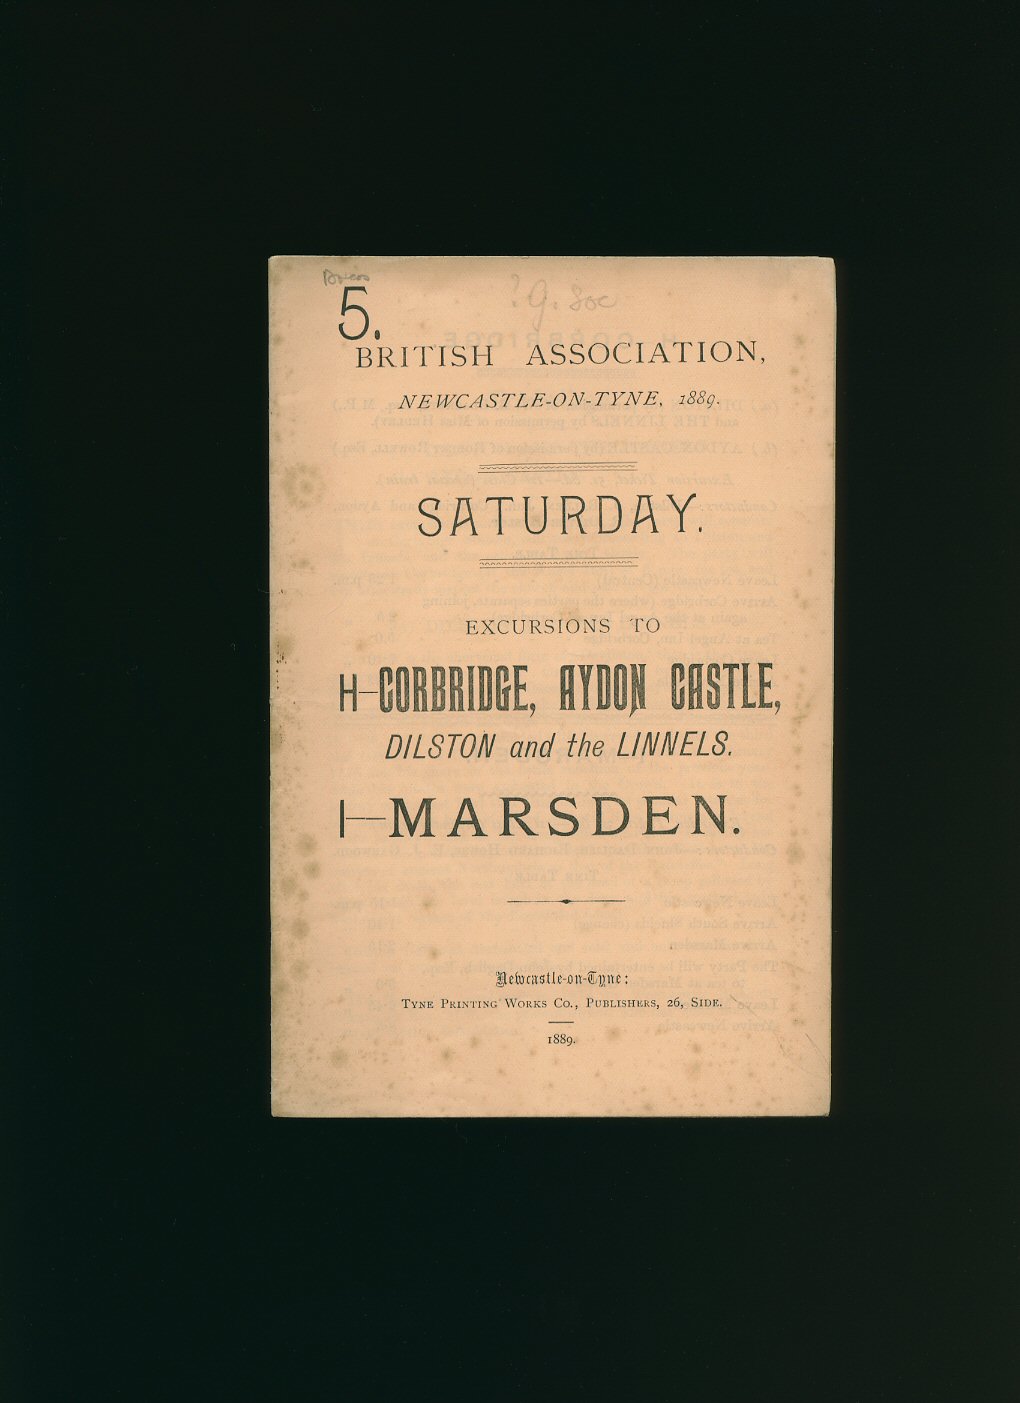 5.
? G. Soc
BRITISH ASSOCIATION,
NEWCASTLE-ON-TYNE, 1889.
SATURDAY.
EXCURSIONS TO
H—CORBRIDGE, AYDON CASTLE,
DILSTON and the LINNELS.
I—MARSDEN.
Newcastle-on-Tyne:
TYNE PRINTING WORKS CO., PUBLISHERS, 26, SIDE.
1889.